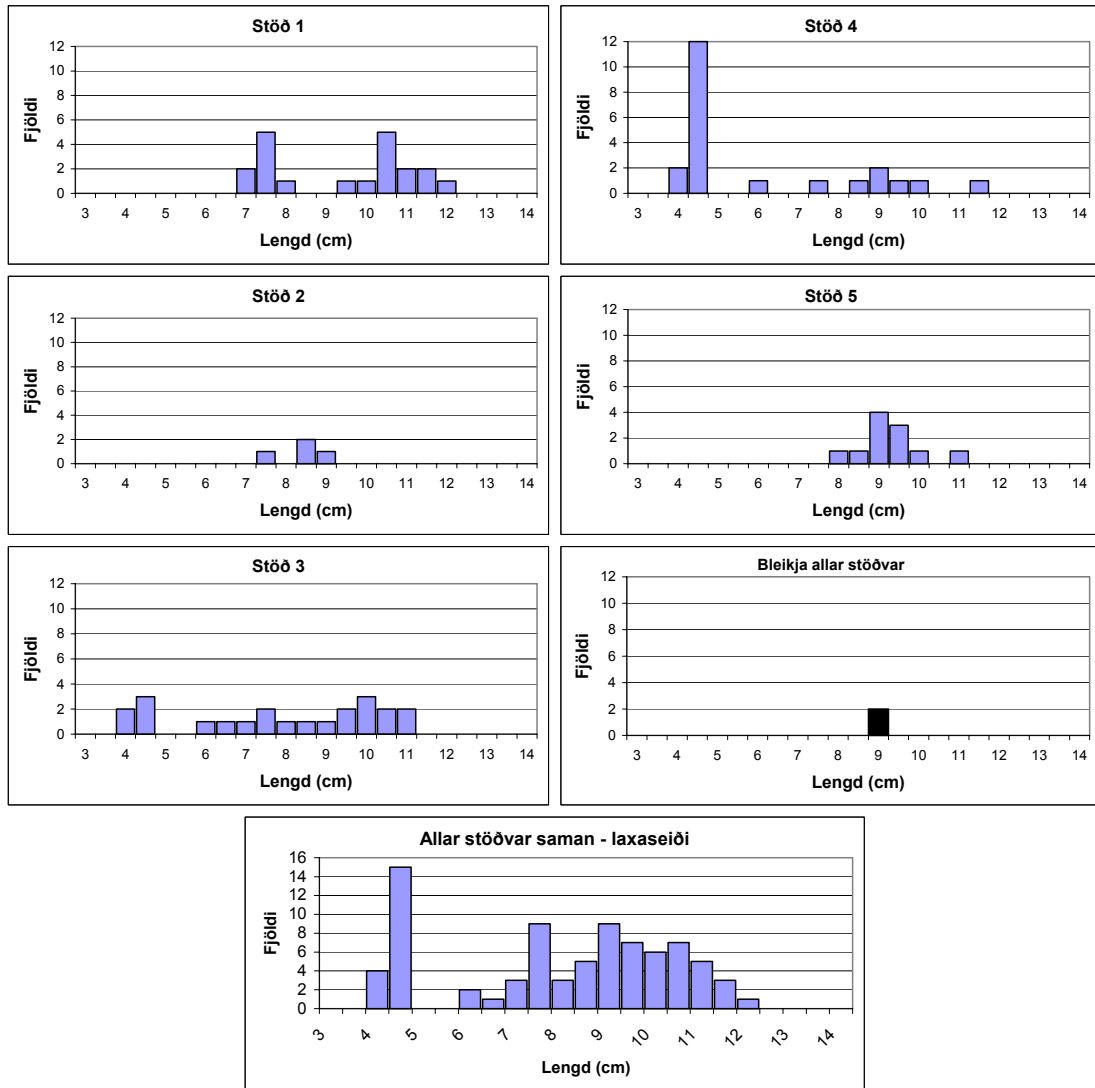 Stöð 1
12
10
8
6
4
2
0
Fjöldi
3 4 5 6 7 8 9 10 11 12 13 14
Lengd (cm)
Stöð 4
12
10
8
6
4
2
0
Fjöldi
3 4 5 6 7 8 9 10 11 12 13 14
Lengd (cm)
Stöð 2
12
10
8
6
4
2
0
Fjöldi
3 4 5 6 7 8 9 10 11 12 13 14
Lengd (cm)
Stöð 5
12
10
8
6
4
2
0
Fjöldi
3 4 5 6 7 8 9 10 11 12 13 14
Lengd (cm)
Stöð 3
12
10
8
6
4
2
0
Fjöldi
3 4 5 6 7 8 9 10 11 12 13 14
Lengd (cm)
Bleikja allar stöðvar
12
10
8
6
4
2
0
Fjöldi
3 4 5 6 7 8 9 10 11 12 13 14
Lengd (cm)
Allar stöðvar saman - laxaseiði
16
14
12
10
8
6
4
2
0
Fjöldi
3 4 5 6 7 8 9 10 11 12 13 14
Lengd (cm)